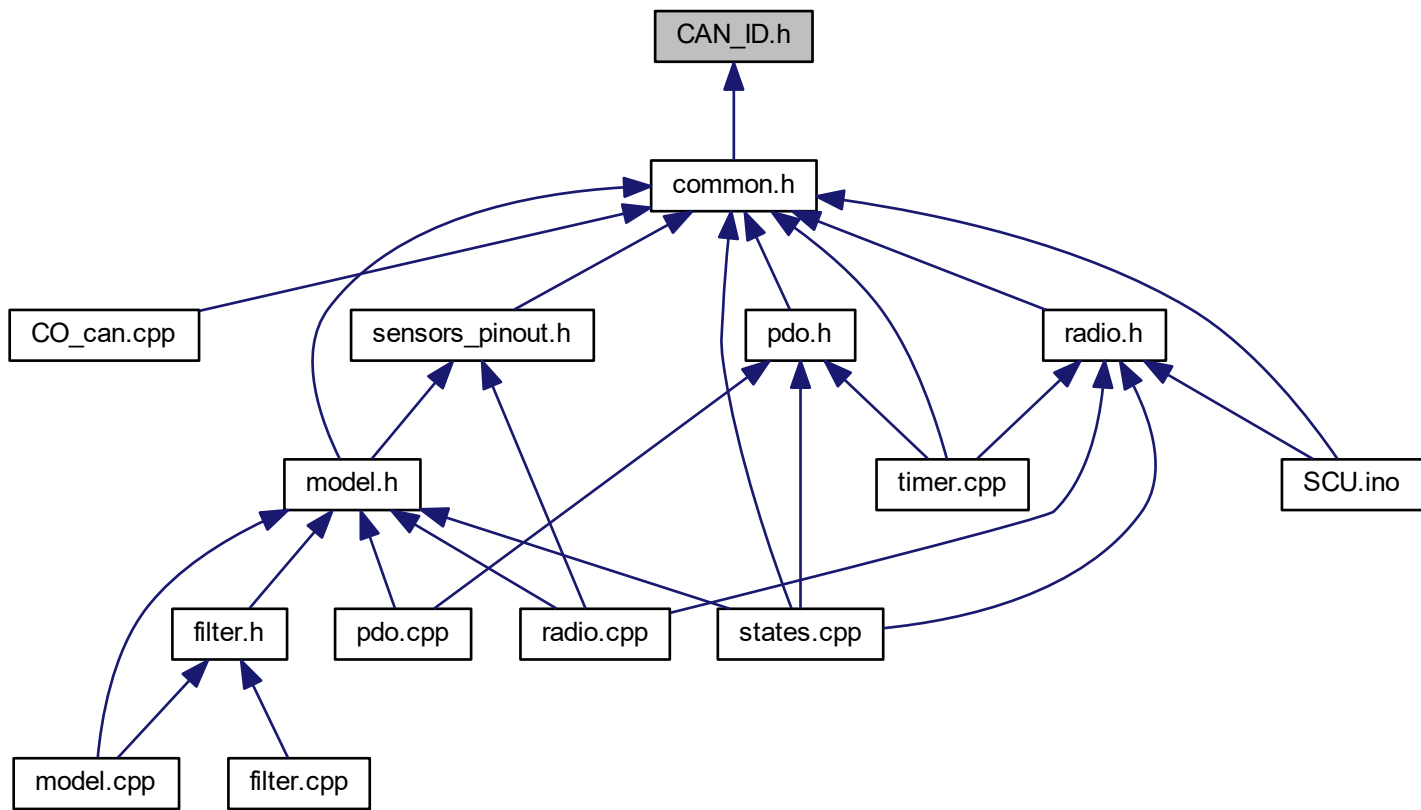 CAN_ID.h
common.h
CO_can.cpp
sensors_pinout.h
pdo.h
radio.h
model.h
timer.cpp
SCU.ino
filter.h
pdo.cpp
radio.cpp
states.cpp
model.cpp
filter.cpp